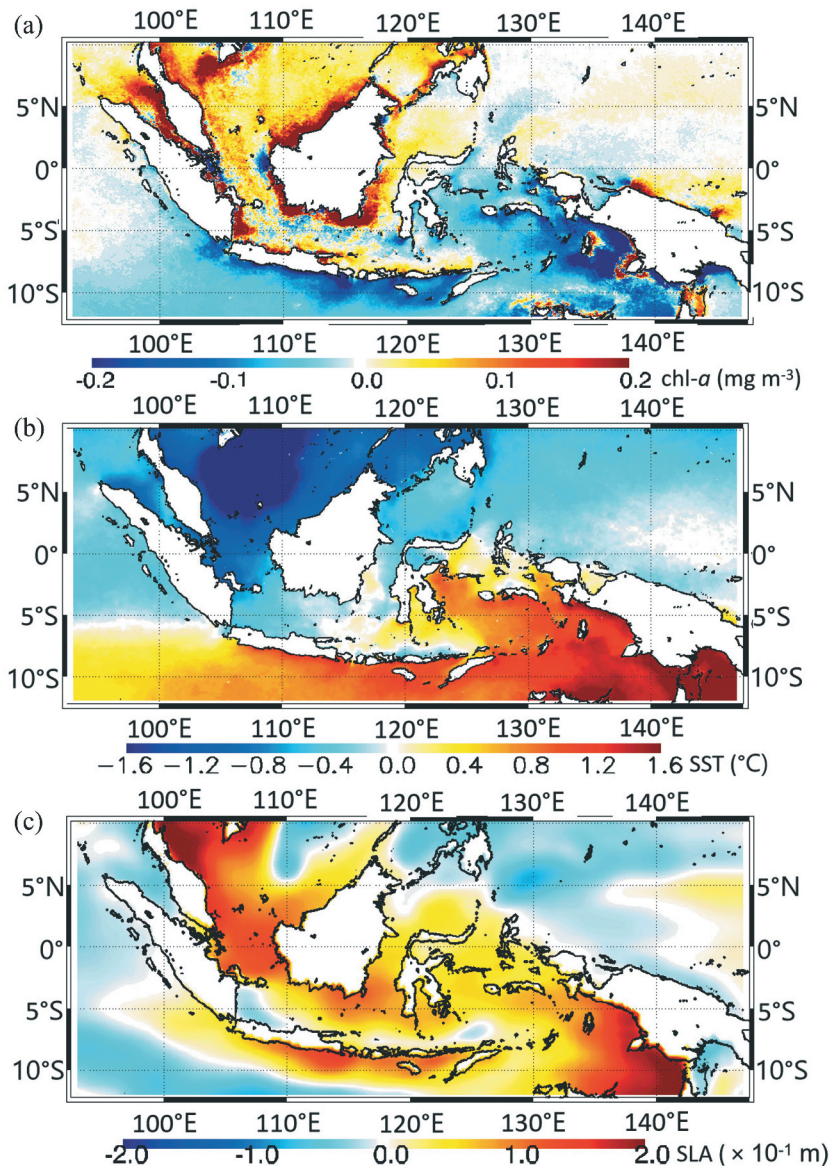 (a)
100°E 110°E 120°E 130°E 140°E
5°N 5°N
0° 0°
5°S 5°S
10°S 10°S
100°E 110°E 120°E 130°E 140°E
-0.2 -0.1 0.0 0.1 0.2 chl-a (mg m-3)
(b)
100°E 110°E 120°E 130°E 140°E
5°N 5°N
0° 0°
5°S 5°S
10°S 10°S
100°E 110°E 120°E 130°E 140°E
−1.6 −1.2 −0.8 −0.4 0.0 0.4 0.8 1.2 1.6 SST (°C)
(c)
100°E 110°E 120°E 130°E 140°E
5°N 5°N
0° 0°
5°S 5°S
10°S 10°S
100°E 110°E 120°E 130°E 140°E
-2.0 -1.0 0.0 1.0 2.0 SLA ( × 10-1 m)